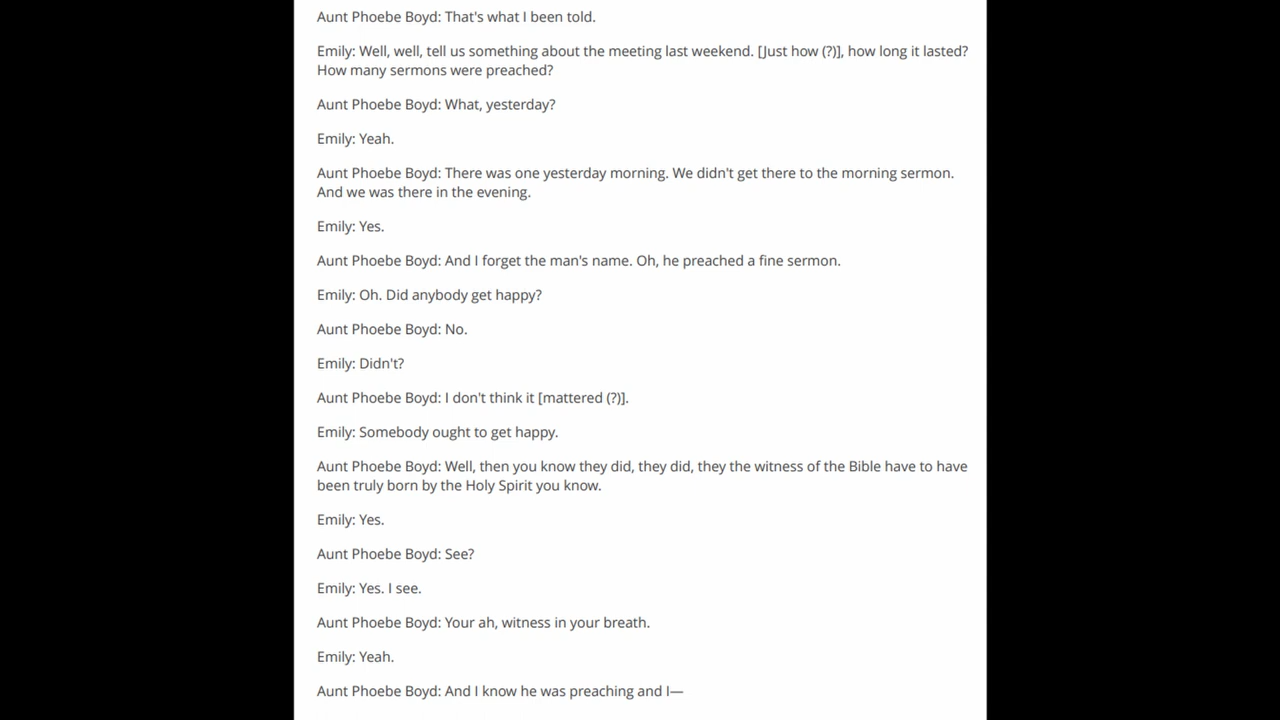 Aunt Phoebe Boyd: That's what I been told.
Emily: Well, well, tell us something about the meeting last weekend. [Just how (?)], how long it lasted?
How many sermons were preached?
Aunt Phoebe Boyd: What, yesterday?
Emily: Yeah.
Aunt Phoebe Boyd: There was one yesterday morning. We didn't get there to the morning sermon.
And we was there in the evening.
Emily: Yes.
Aunt Phoebe Boyd: And I forget the man's name. Oh, he preached a fine sermon.
Emily: Oh. Did anybody get happy?
Aunt Phoebe Boyd: No.
Emily: Didn't?
Aunt Phoebe Boyd: I don't think it [mattered (?)].
Emily: Somebody ought to get happy.
Aunt Phoebe Boyd: Well, then you know they did, they did, they the witness of the Bible have to have
been truly born by the Holy Spirit you know.
Emily: Yes.
Aunt Phoebe Boyd: See?
Emily: Yes. I see.
Aunt Phoebe Boyd: Your ah, witness in your breath.
Emily: Yeah.
Aunt Phoebe Boyd: And I know he was preaching and I—